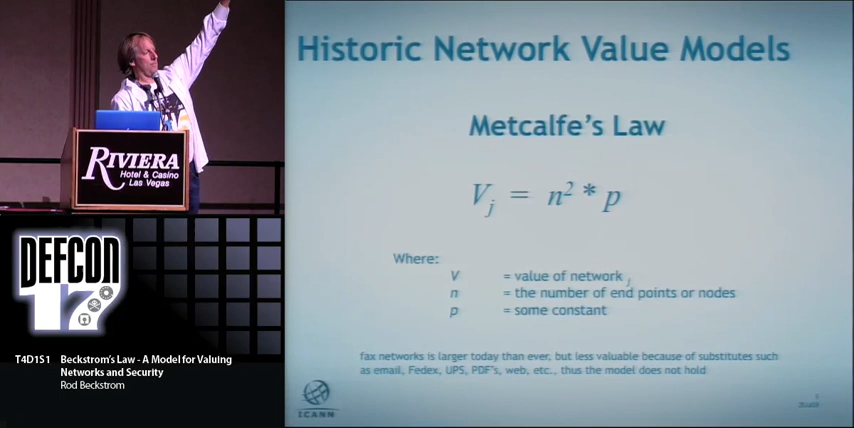 Historic Network Value Models
Metcalfe's Law
Vj = n² * p
Where:
V = value of network j
n = the number of end points or nodes
p = some constant
fax networks is larger today than ever, but less valuable because of substitutes such
as email, Fedex, UPS, PDF's, web, etc., thus the model does not hold
ICANN
RIVIERA
Hotel & Casino
Las Vegas
DEFCON
17
T4D1S1 Beckstrom's Law - A Model for Valuing
Networks and Security
Rod Beckstrom